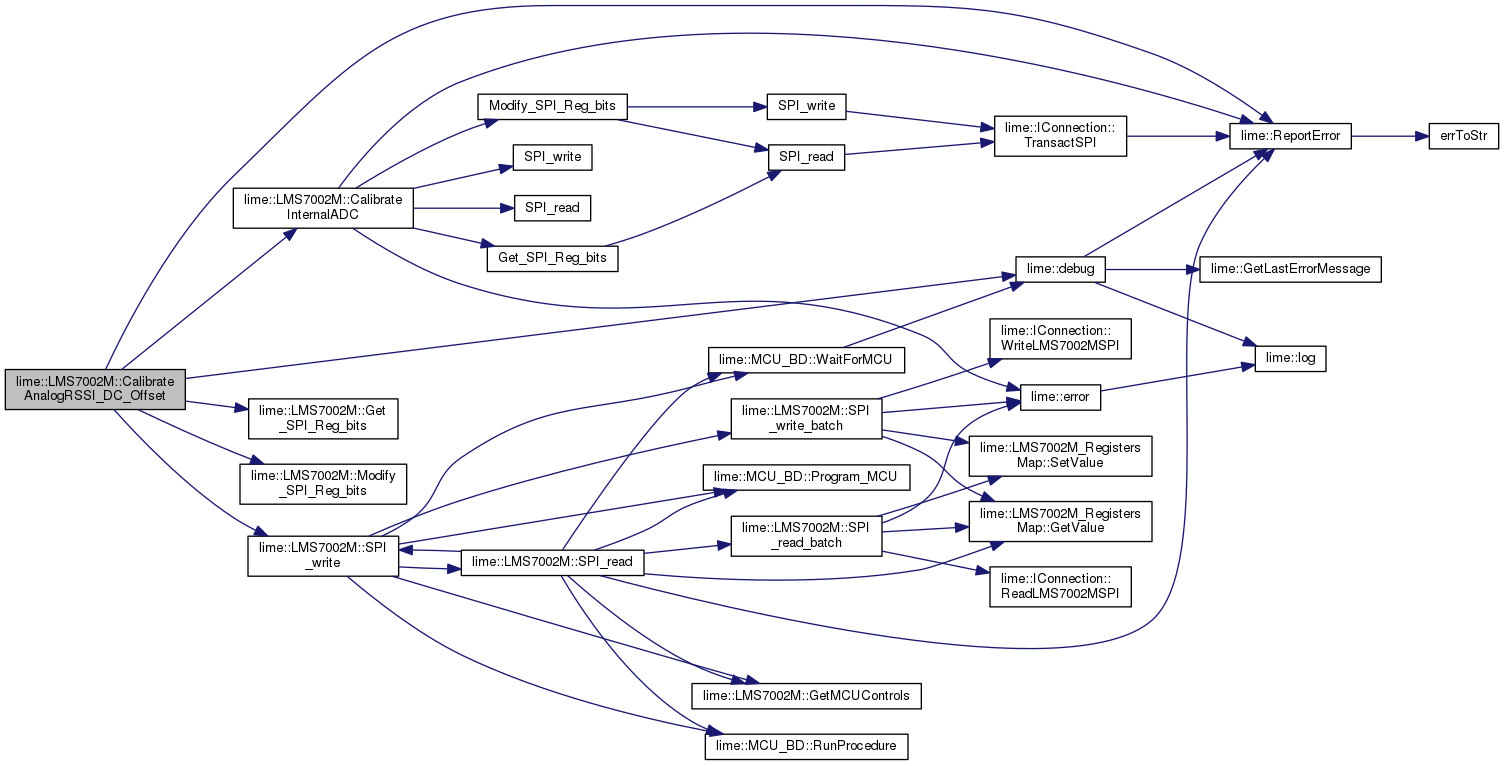 lime::LMS7002M::Calibrate
AnalogRSSI_DC_Offset
lime::LMS7002M::Calibrate
InternalADC
lime::LMS7002M::Get
_SPI_Reg_bits
lime::LMS7002M::Modify
_SPI_Reg_bits
lime::LMS7002M::SPI
_write
Modify_SPI_Reg_bits
SPI_write
SPI_read
Get_SPI_Reg_bits
lime::LMS7002M::SPI_read
SPI_write
SPI_read
lime::MCU_BD::WaitForMCU
lime::LMS7002M::SPI
_write_batch
lime::MCU_BD::Program_MCU
lime::LMS7002M::SPI
_read_batch
lime::LMS7002M::GetMCUControls
lime::MCU_BD::RunProcedure
lime::IConnection::
TransactSPI
lime::debug
lime::IConnection::
WriteLMS7002MSPI
lime::error
lime::LMS7002M_Registers
Map::SetValue
lime::LMS7002M_Registers
Map::GetValue
lime::IConnection::
ReadLMS7002MSPI
lime::ReportError
lime::GetLastErrorMessage
lime::log
errToStr